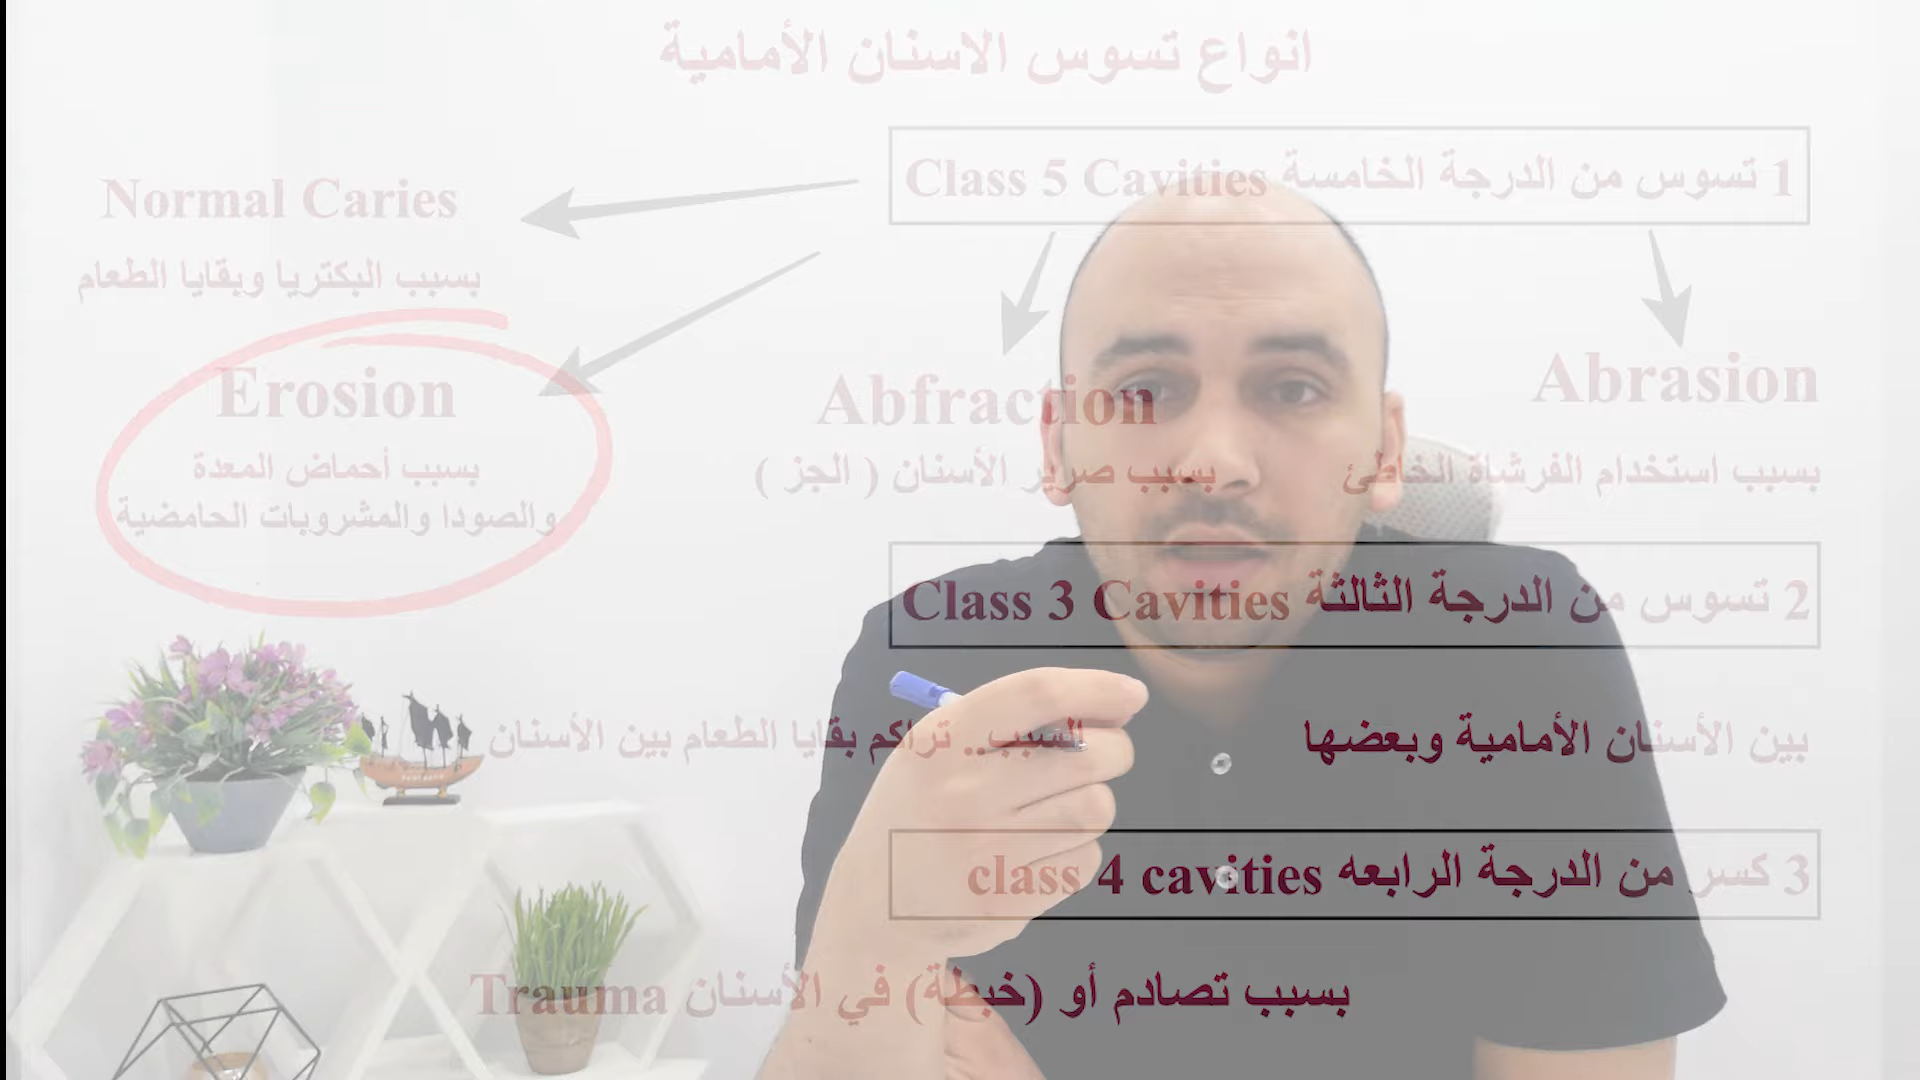 انواع تسوس الاسنان الأمامية
1 تسوس من الدرجة الخامسة Class 5 Cavities
Normal Caries
بسبب البكتريا وبقايا الطعام
Abrasion
بسبب استخدام الفرشاة الخاطئ
Abfraction
بسبب صرير الأسنان ( الجز )
Erosion
بسبب أحماض المعدة
والصودا والمشروبات الحامضية
2 تسوس من الدرجة الثالثة Class 3 Cavities
بين الأسنان الأمامية وبعضها
السبب.. تراكم بقايا الطعام بين الأسنان
3 كسر من الدرجة الرابعه class 4 cavities
بسبب تصادم أو (خبطة) في الأسنان Trauma